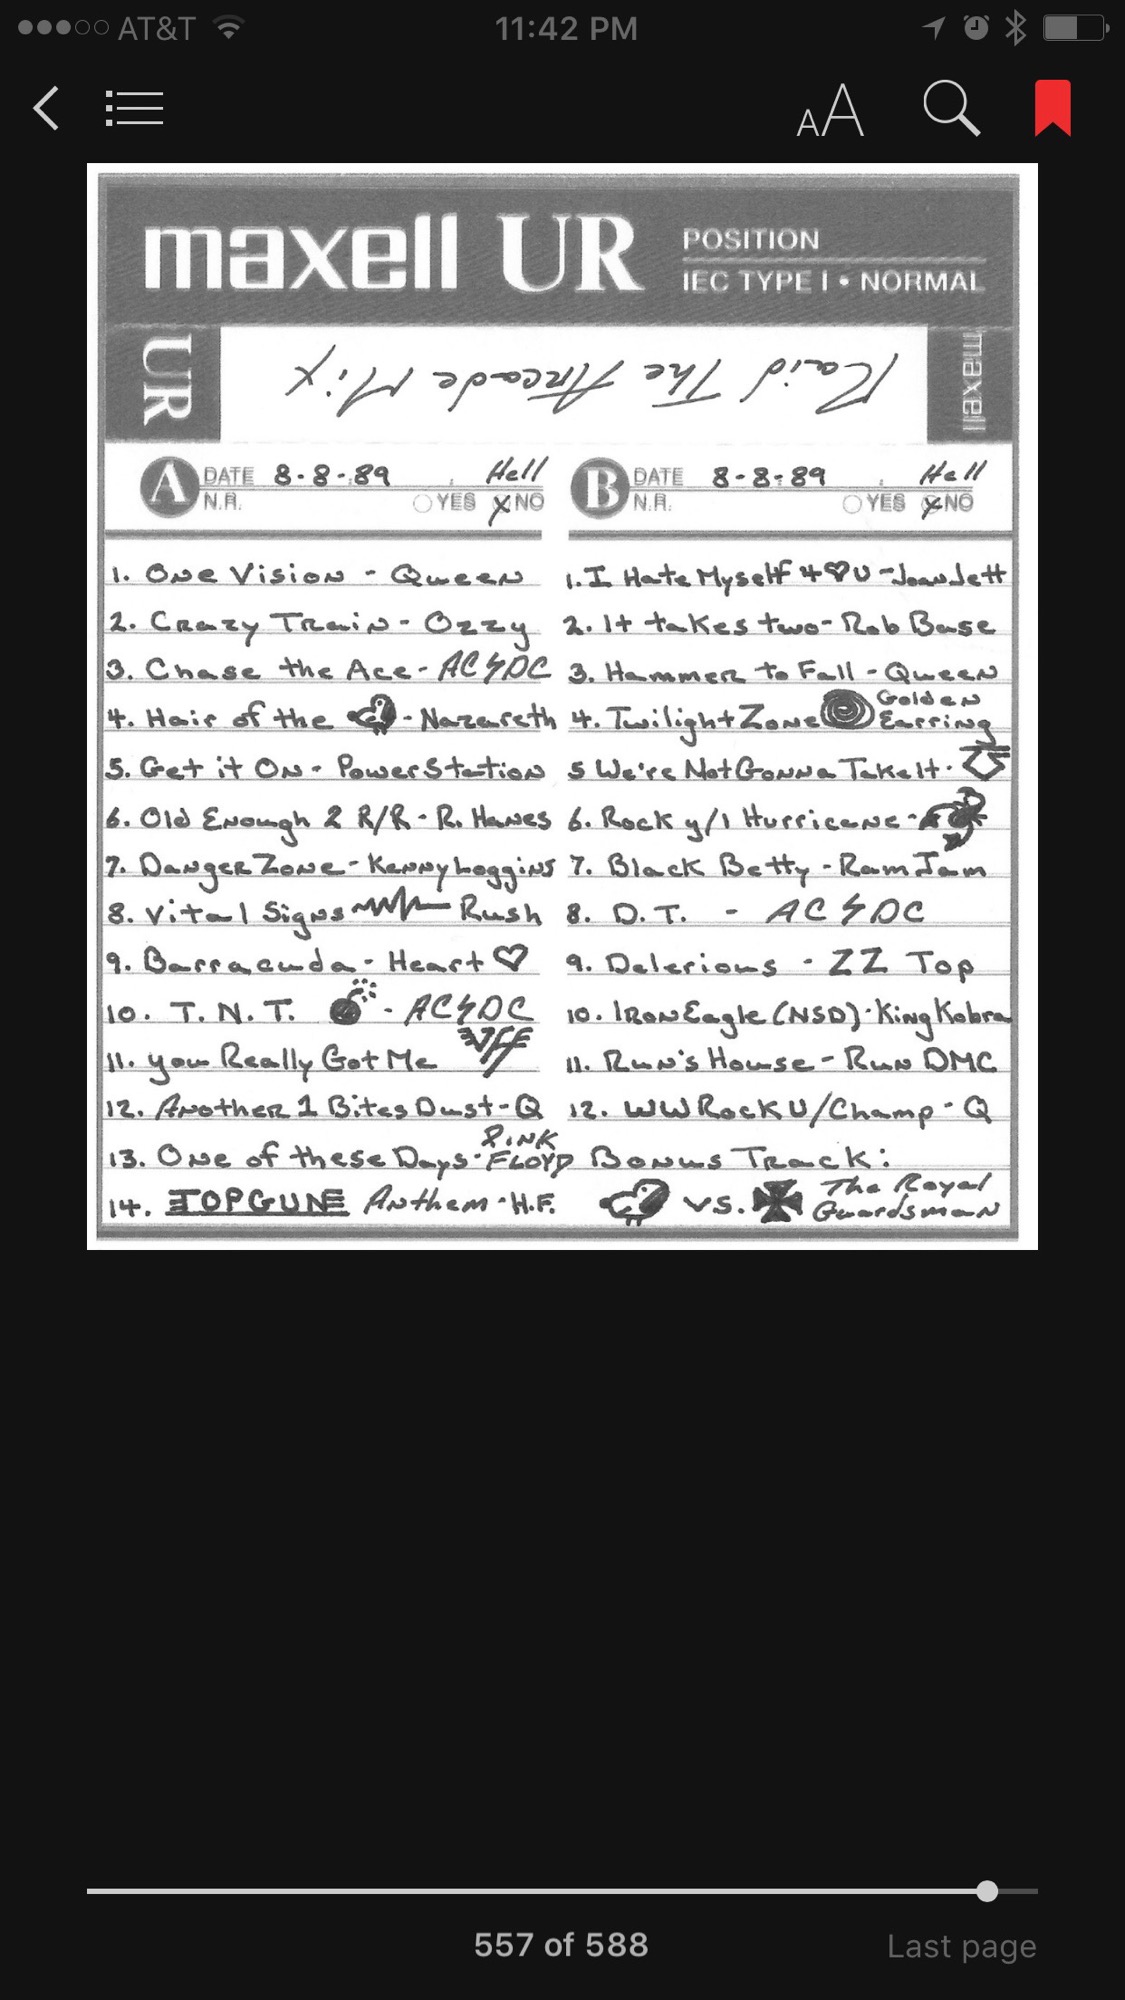 AT&T 11:42 PM
AA
maxell UR POSITION
IEC TYPE I • NORMAL
UR Raid The Arcade Mix maxell
A DATE 8-8-89 Hell
N.R. YES XNO
B DATE 8-8-89 Hell
N.R. YES XNO
1. One Vision - Queen
2. Crazy Train - Ozzy
3. Chase the Ace - AC⚡DC
4. Hair of the - Nazareth
5. Get it On - PowerStation
6. Old Enough 2 R/R - R. Hanes
7. Danger Zone - Kenny Loggins
8. Vital Signs Rush
9. Barracuda - Heart ♡
10. T.N.T. 💣 - AC⚡DC
11. You Really Got Me VH
12. Another 1 Bites Dust - Q
13. One of these Days - PINK FLOYD
14. TOPGUN Anthem - H.F.
1. I Hate Myself 4 ♡ U - Joan Jett
2. It takes two - Rob Base
3. Hammer to Fall - Queen
4. Twilight Zone Golden Earring
5 We're Not Gonna Take It -
6. Rock y/l Hurricane -
7. Black Betty - Ram Jam
8. D.T. - AC⚡DC
9. Delerious - ZZ Top
10. Iron Eagle (NSD) - King Kobra
11. Run's House - Run DMC
12. WW Rock U/Champ - Q
Bonus Track:
vs. The Royal Guardsman
557 of 588
Last page